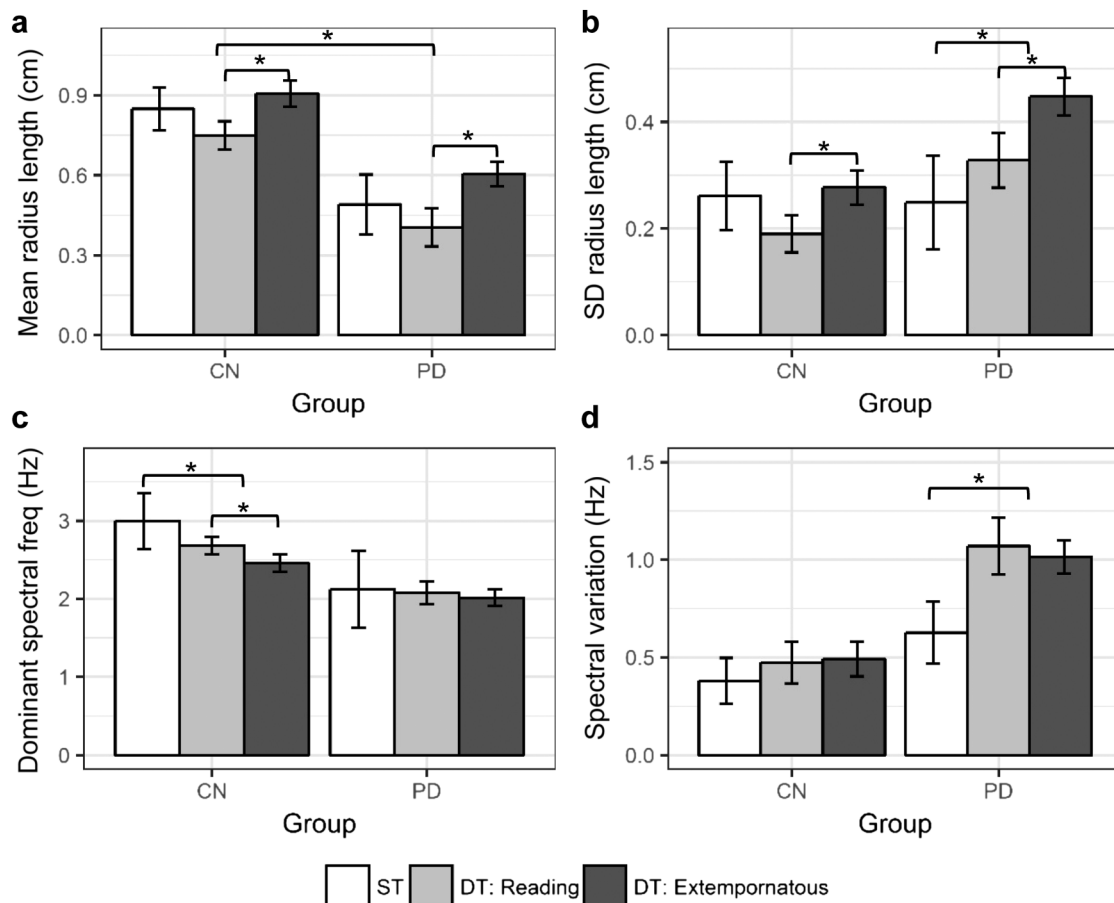 a
Mean radius length (cm)
0.9
0.6
0.3
0.0
*
*
*
CN
PD
Group
b
SD radius length (cm)
0.4
0.2
0.0
*
*
*
CN
PD
Group
c
Dominant spectral freq (Hz)
3
2
1
0
*
*
CN
PD
Group
d
Spectral variation (Hz)
1.5
1.0
0.5
0.0
*
CN
PD
Group
ST DT: Reading DT: Extempornatous